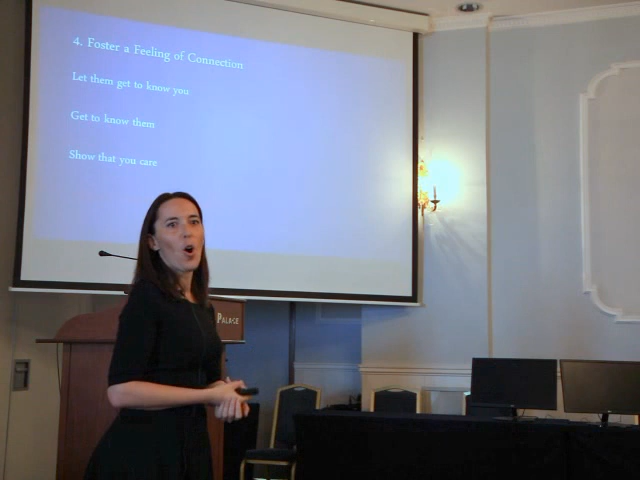 4. Foster a Feeling of Connection
Let them get to know you
Get to know them
Show that you care
PALACE